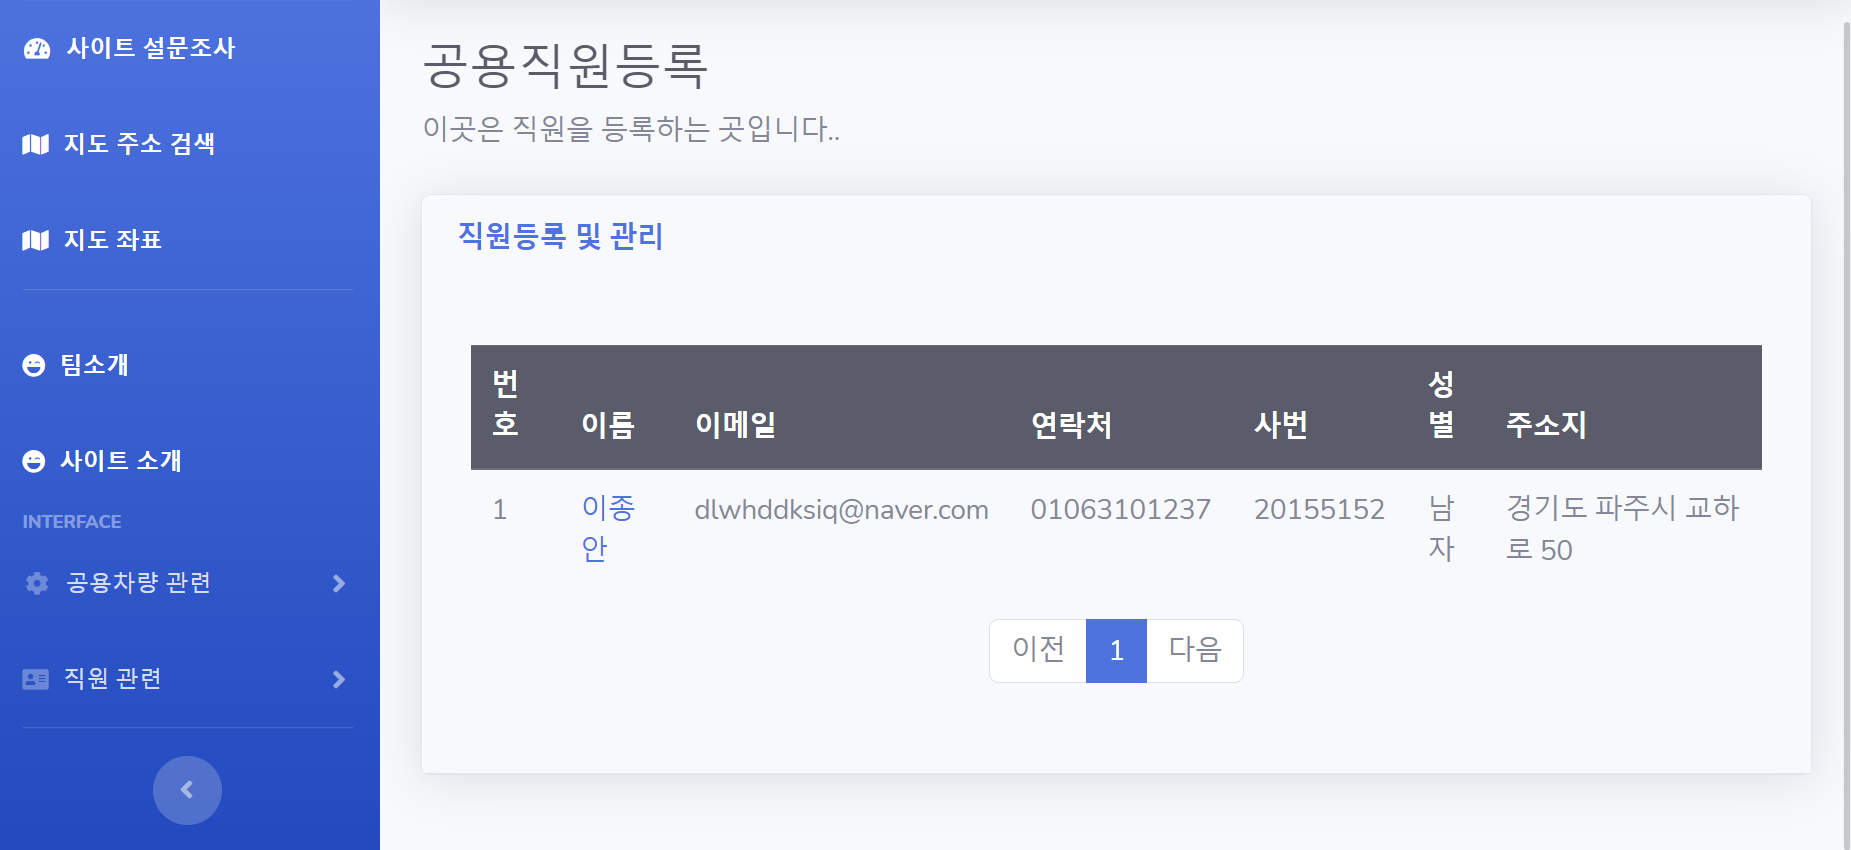 사이트 설문조사
지도 주소 검색
지도 좌표
팀소개
사이트 소개
INTERFACE
공용차량 관련
직원 관련
공용직원등록
이곳은 직원을 등록하는 곳입니다..
직원등록 및 관리
번호 이름 이메일 연락처 사번 성별 주소지
1 이종안 dlwhddksiq@naver.com 01063101237 20155152 남자 경기도 파주시 교하로 50
이전 1 다음